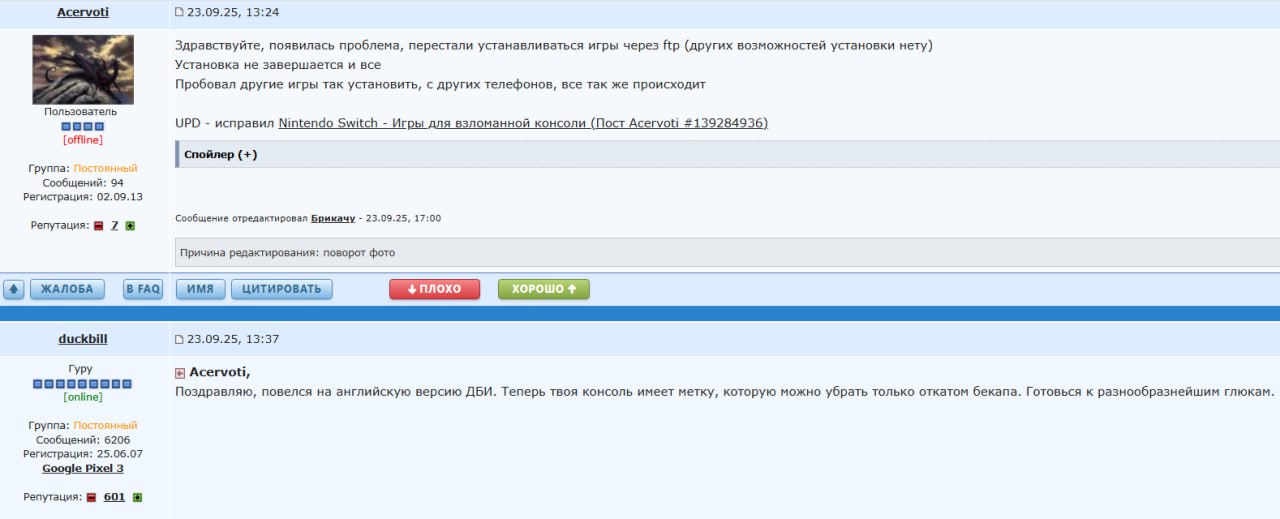 Acervoti
23.09.25, 13:24
Здравствуйте, появилась проблема, перестали устанавливаться игры через ftp (других возможностей установки нету)
Установка не завершается и все
Пробовал другие игры так установить, с других телефонов, все так же происходит
UPD - исправил Nintendo Switch - Игры для взломанной консоли (Пост Acervoti #139284936)
Спойлер (+)
Сообщение отредактировал Брикачу - 23.09.25, 17:00
Причина редактирования: поворот фото
Пользователь
[offline]
Группа: Постоянный
Сообщений: 94
Регистрация: 02.09.13
Репутация: 7
ЖАЛОБА В FAQ ИМЯ ЦИТИРОВАТЬ ПЛОХО ХОРОШО
duckbill
23.09.25, 13:37
Acervoti,
Поздравляю, повелся на английскую версию ДБИ. Теперь твоя консоль имеет метку, которую можно убрать только откатом бекапа. Готовься к разнообразнейшим глюкам.
Гуру
[online]
Группа: Постоянный
Сообщений: 6206
Регистрация: 25.06.07
Google Pixel 3
Репутация: 601